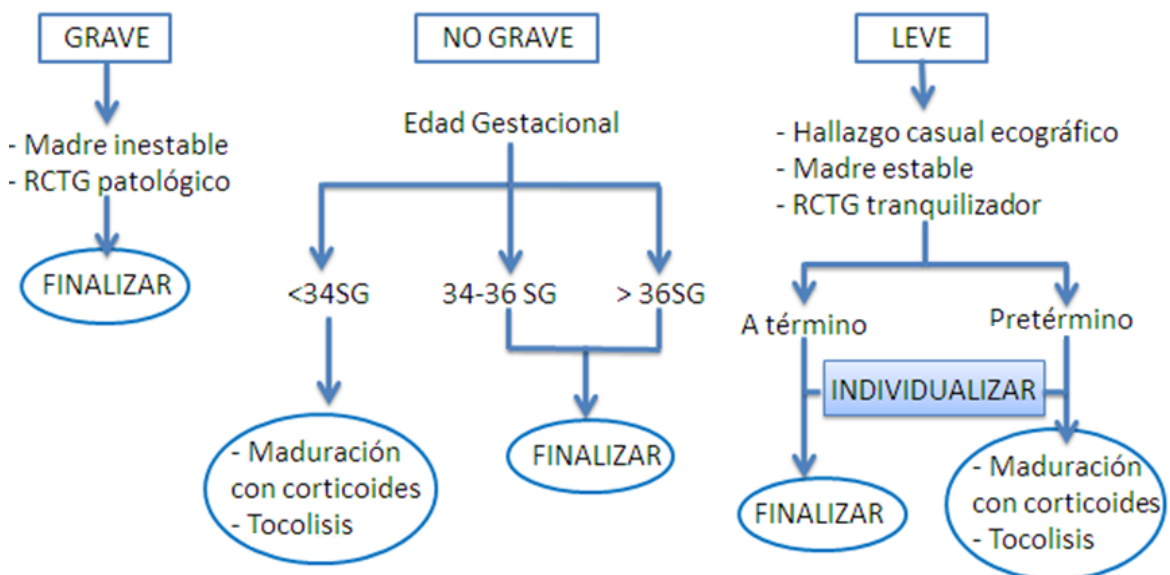 GRAVE
- Madre inestable
- RCTG patológico
FINALIZAR
NO GRAVE
Edad Gestacional
<34SG
34-36 SG
> 36SG
- Maduración
con corticoides
- Tocolisis
FINALIZAR
LEVE
- Hallazgo casual ecográfico
- Madre estable
- RCTG tranquilizador
A término
Pretérmino
INDIVIDUALIZAR
FINALIZAR
- Maduración
con corticoides
- Tocolisis